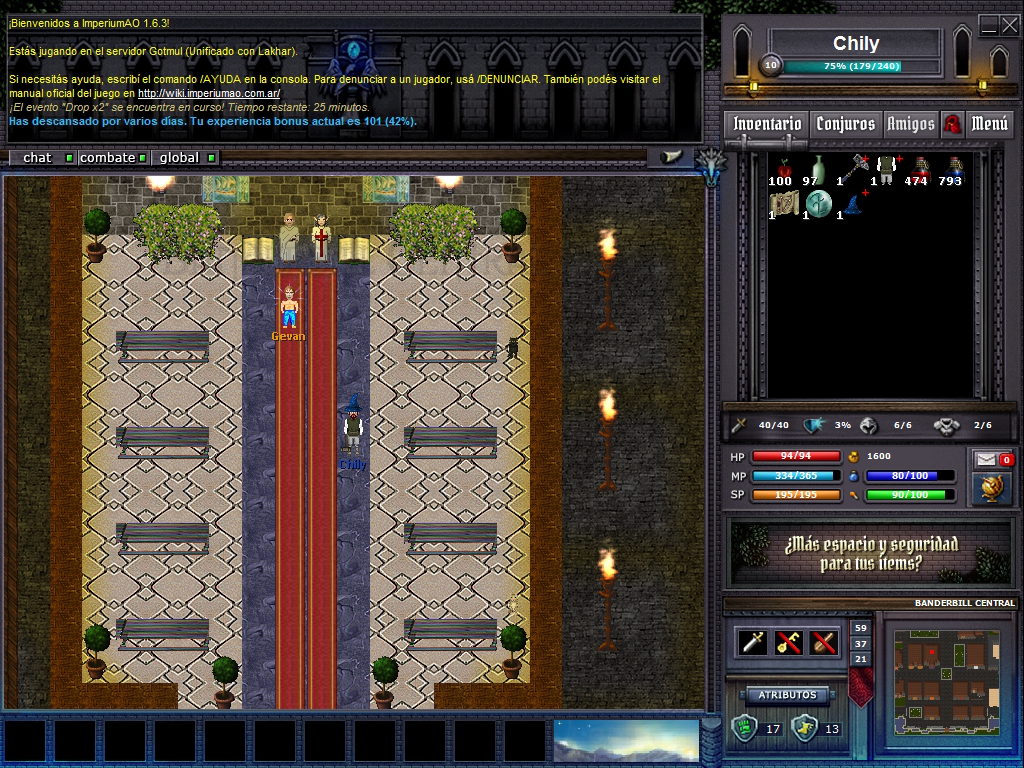 ¡Bienvenidos a ImperiumAO 1.6.3!
Estás jugando en el servidor Gotmul (Unificado con Lakhar).
Si necesitás ayuda, escribí el comando /AYUDA en la consola. Para denunciar a un jugador, usá /DENUNCIAR. También podés visitar el
manual oficial del juego en http://wiki.imperiumao.com.ar/
¡El evento "Drop x2" se encuentra en curso! Tiempo restante: 25 minutos.
Has descansado por varios días. Tu experiencia bonus actual es 101 (42%).
chat combate global
Gevan
Chily
Chily
10 75% (179/240)
Inventario Conjuros Amigos Menú
100 97 1 1 474 793
1 1 1
40/40 3% 6/6 2/6
HP 94/94 1600
0
MP 334/365 80/100
SP 195/195 90/100
¿Más espacio y seguridad
para tus items?
BANDERBILL CENTRAL
59
37
21
ATRIBUTOS
17 13